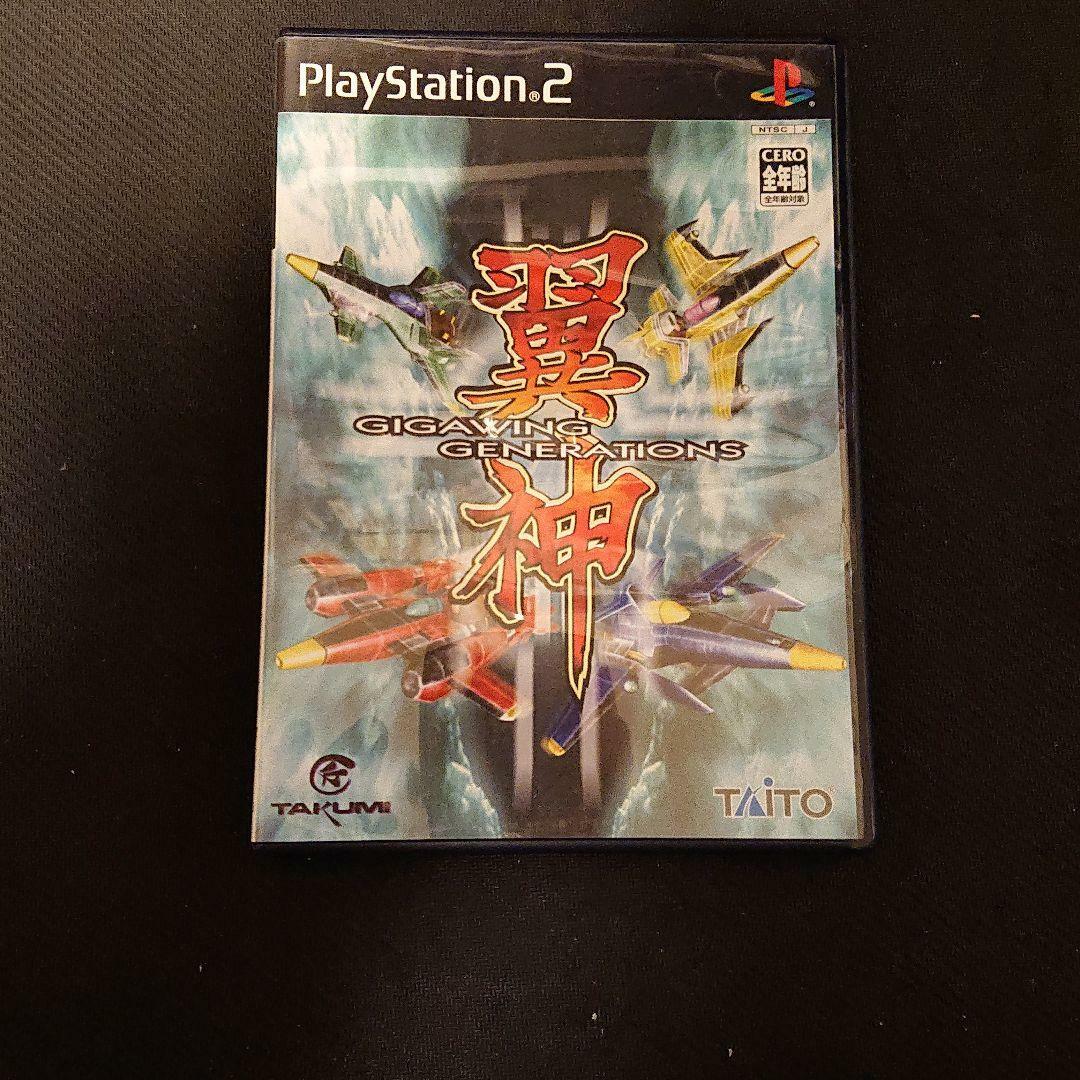 PlayStation®2
NTSC J
CERO
全年齢
全年齢対象
翼神
GIGAWING
GENERATIONS
TAKUMI
TAITO®